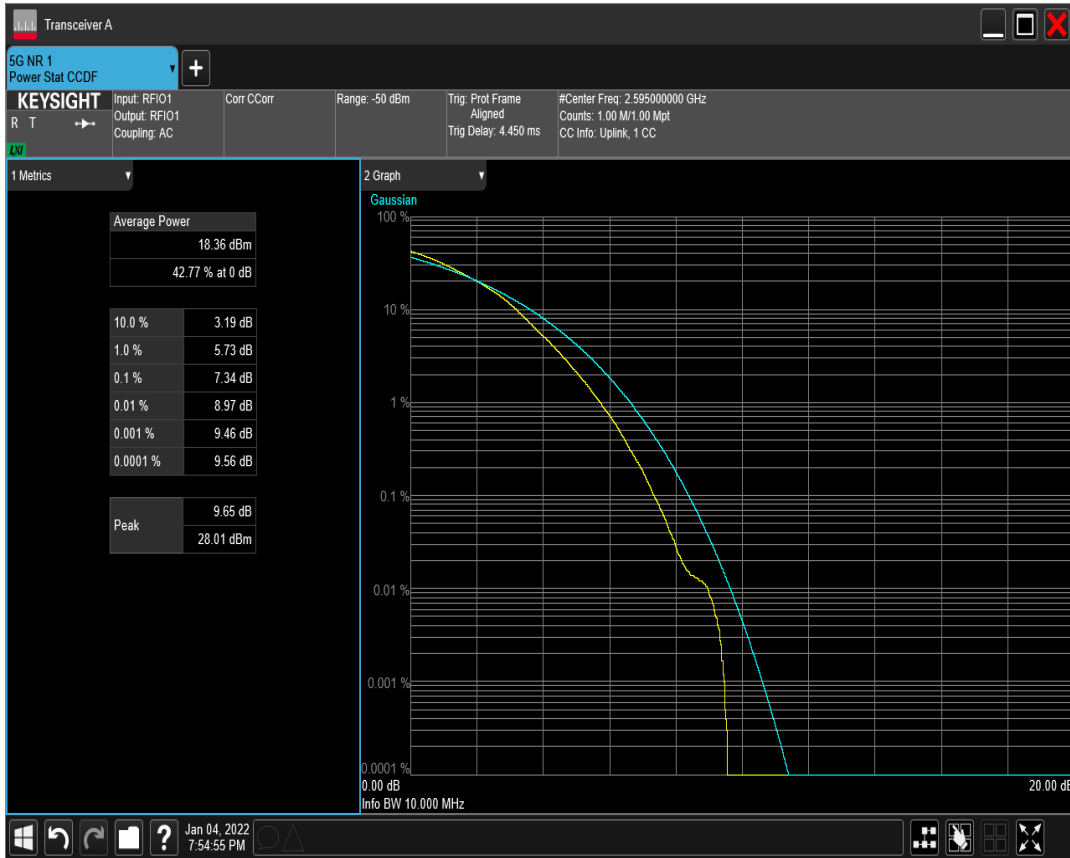 Transceiver A
5G NR 1
Power Stat CCDF
+
KEYSIGHT
R T
LXI
Input: RFIO1
Output: RFIO1
Coupling: AC
Corr CCorr
Range: -50 dBm
Trig: Prot Frame
Aligned
Trig Delay: 4.450 ms
#Center Freq: 2.595000000 GHz
Counts: 1.00 M/1.00 Mpt
CC Info: Uplink, 1 CC
1 Metrics
Average Power
18.36 dBm
42.77 % at 0 dB
10.0 % 3.19 dB
1.0 % 5.73 dB
0.1 % 7.34 dB
0.01 % 8.97 dB
0.001 % 9.46 dB
0.0001 % 9.56 dB
Peak
9.65 dB
28.01 dBm
2 Graph
Gaussian
100 %
10 %
1 %
0.1 %
0.01 %
0.001 %
0.0001 %
0.00 dB 20.00 dB
Info BW 10.000 MHz
?
Jan 04, 2022
7:54:55 PM